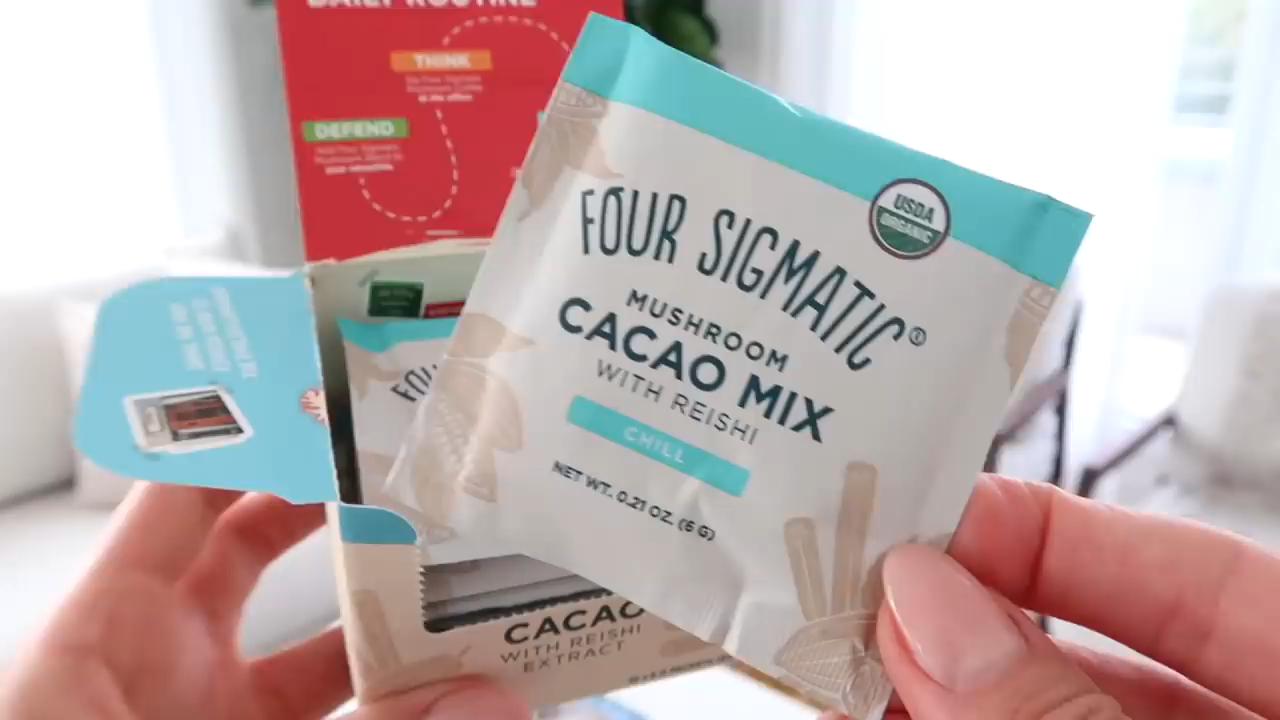 DAILY ROUTINE
THINK
DEFEND
FOUR SIGMATIC®
USDA
ORGANIC
MUSHROOM
CACAO MIX
WITH REISHI
CHILL
NET WT. 0.21 OZ. (6 G)
FOU
CACAO
WITH REISHI
EXTRACT